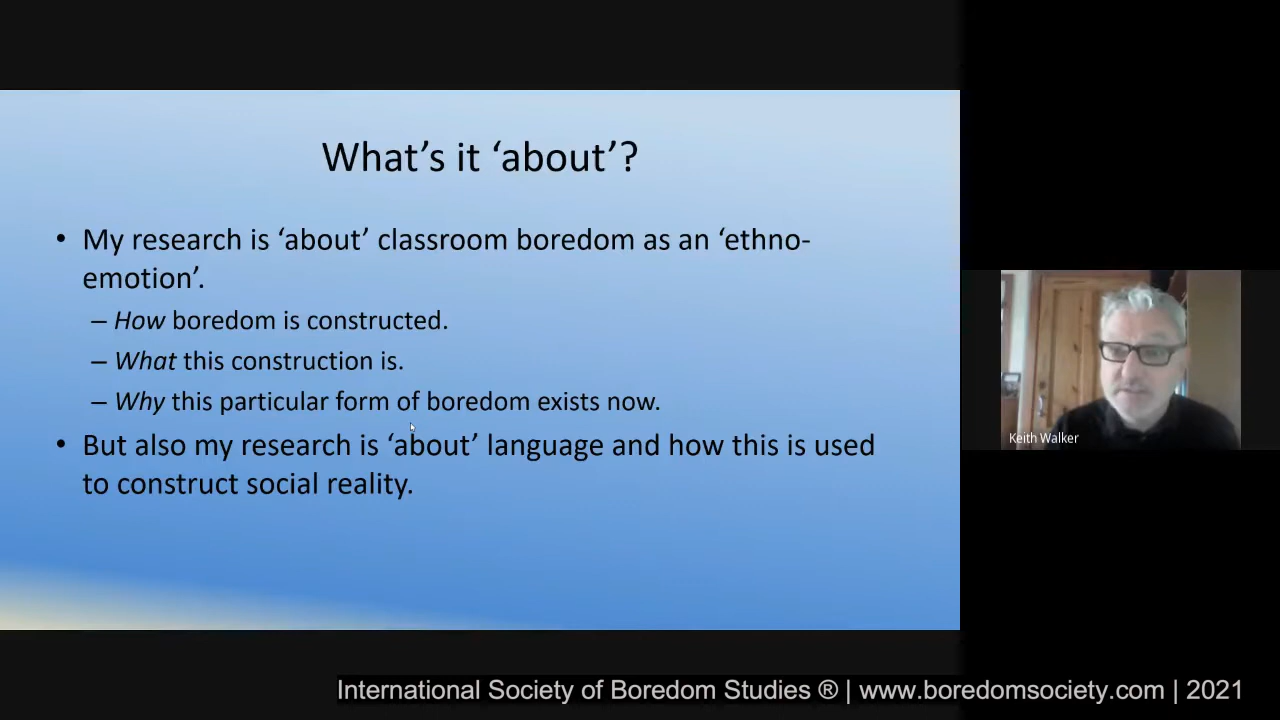 What's it ‘about’?
• My research is ‘about’ classroom boredom as an ‘ethno-
emotion’.
– How boredom is constructed.
– What this construction is.
– Why this particular form of boredom exists now.
• But also my research is ‘about’ language and how this is used
to construct social reality.
Keith Walker
International Society of Boredom Studies ® | www.boredomsociety.com | 2021